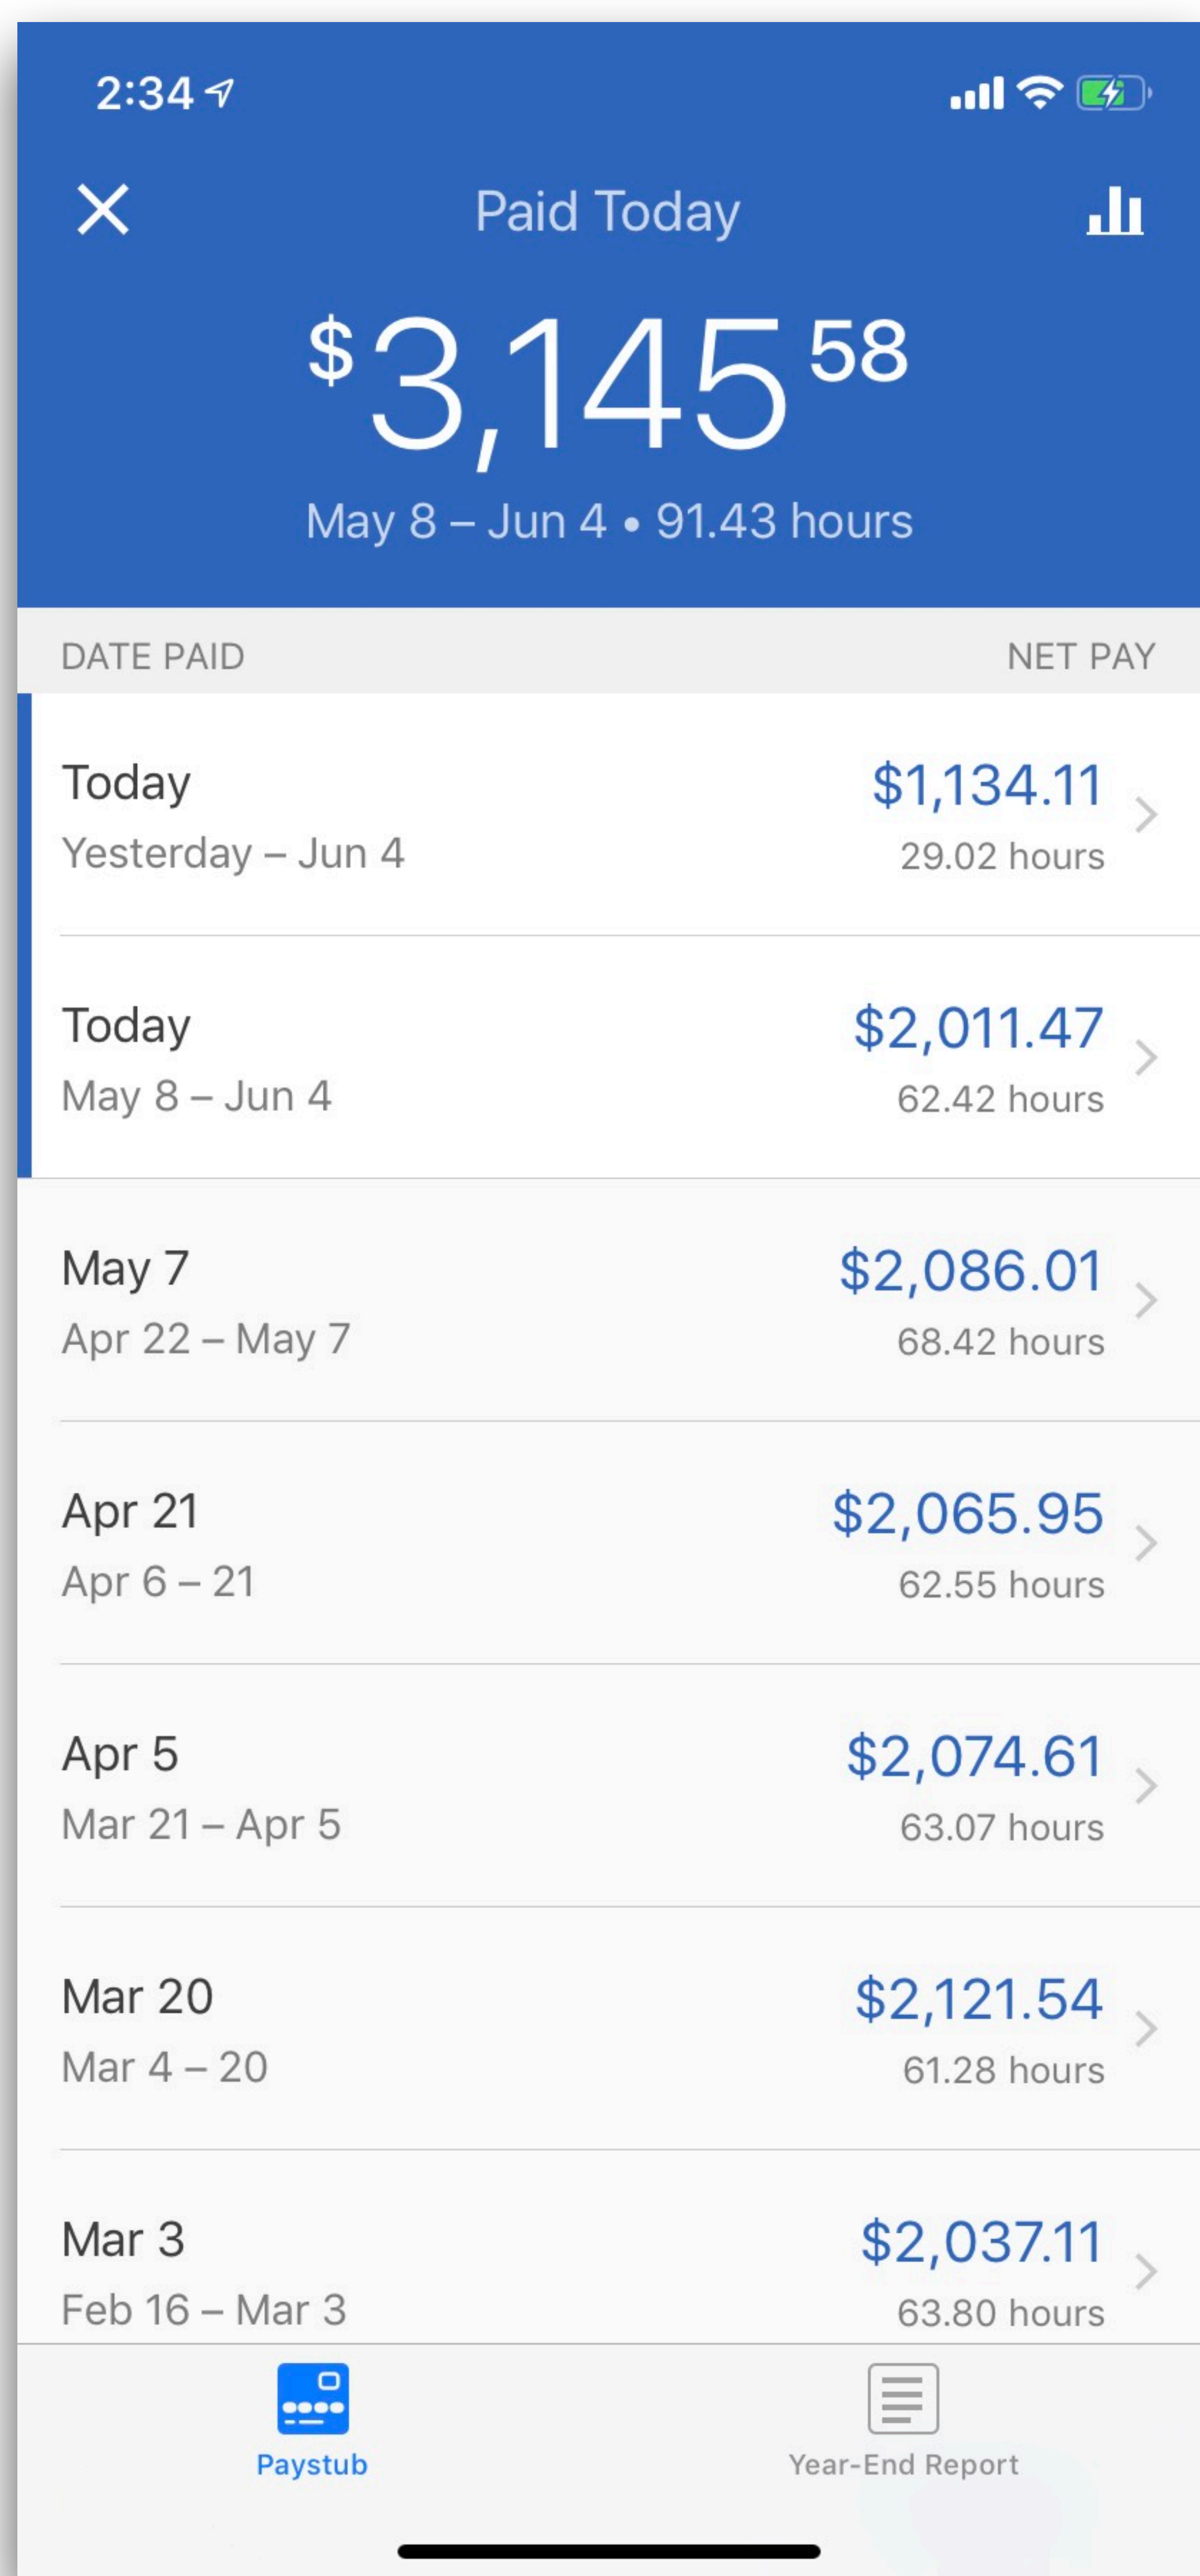 2:34
Paid Today
$3,145 58
May 8 – Jun 4 • 91.43 hours
DATE PAID NET PAY
Today $1,134.11
Yesterday – Jun 4 29.02 hours
Today $2,011.47
May 8 – Jun 4 62.42 hours
May 7 $2,086.01
Apr 22 – May 7 68.42 hours
Apr 21 $2,065.95
Apr 6 – 21 62.55 hours
Apr 5 $2,074.61
Mar 21 – Apr 5 63.07 hours
Mar 20 $2,121.54
Mar 4 – 20 61.28 hours
Mar 3 $2,037.11
Feb 16 – Mar 3 63.80 hours
Paystub Year-End Report